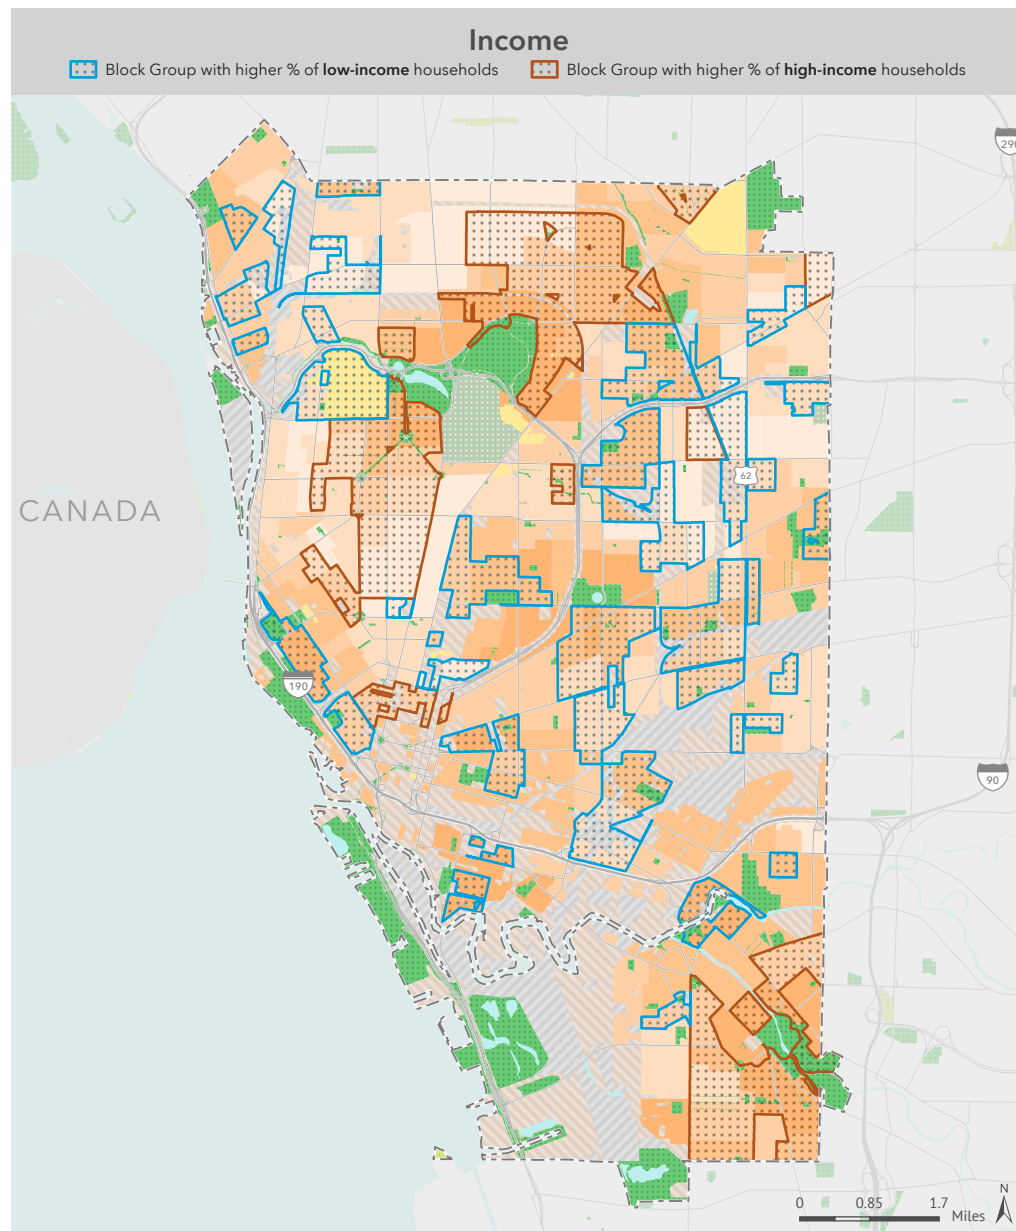 Income
Block Group with higher % of low-income households
Block Group with higher % of high-income households
290
CANADA
62
190
90
N
0 0.85 1.7
Miles